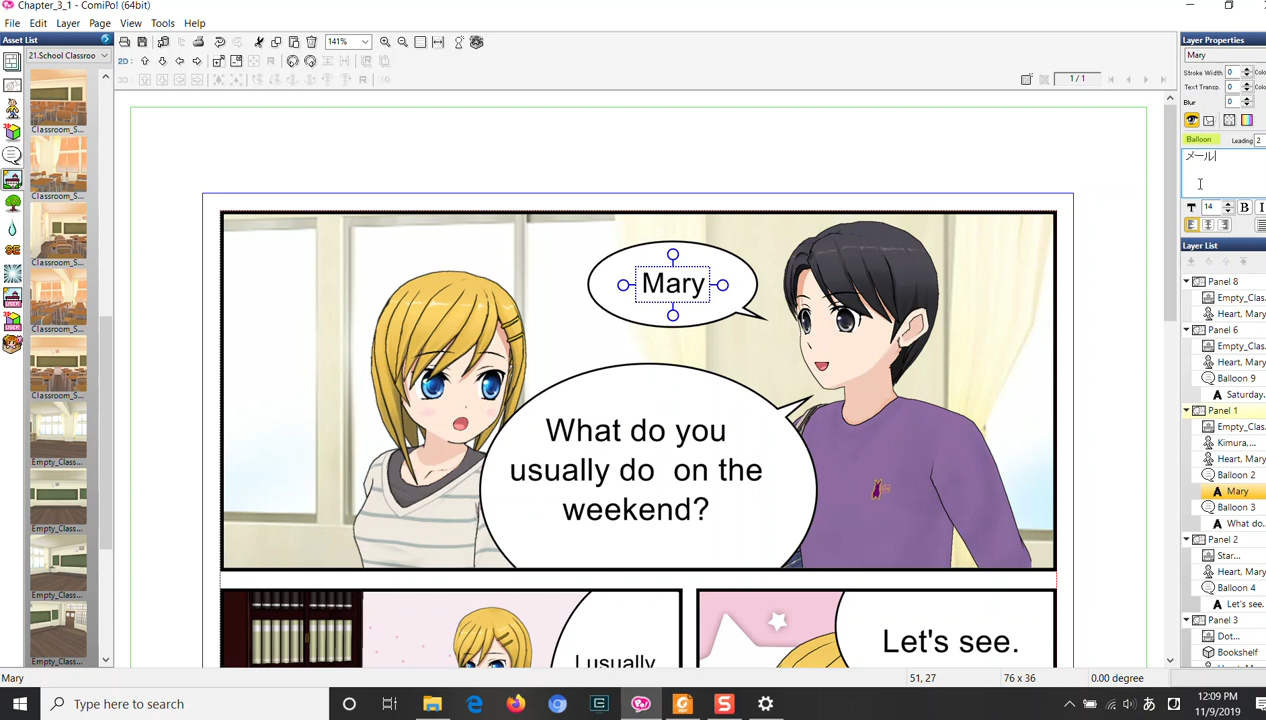 Chapter_3_1 - ComiPo! (64bit)
File Edit Layer Page View Tools Help
Asset List
Layer Properties
21.School Classroo
141%
Mary
2D:
3D:
1 / 1
Stroke Width 0
Text Transp. 0
Blur 0
Balloon Leading 2
メール
14 B I
Classroom_S...
Classroom_S...
Classroom_S...
Classroom_S...
Classroom_S...
Empty_Class...
Empty_Class...
Empty_Class...
Empty_Class...
SE
USER
USER
Mary
What do you
usually do on the
weekend?
I usually
Let's see.
Layer List
Panel 8
Empty_Clas...
Heart, Mary
Panel 6
Empty_Clas...
Heart, Mary
Balloon 9
A Saturday.
Panel 1
Empty_Clas...
Kimura,...
Heart, Mary
Balloon 2
A Mary
Balloon 3
A What do.
Panel 2
Star...
Heart, Mary
Balloon 4
A Let's see.
Panel 3
Dot...
Bookshelf
Mary
51, 27
76 x 36
0.00 degree
Type here to search
あ
12:09 PM
11/9/2019